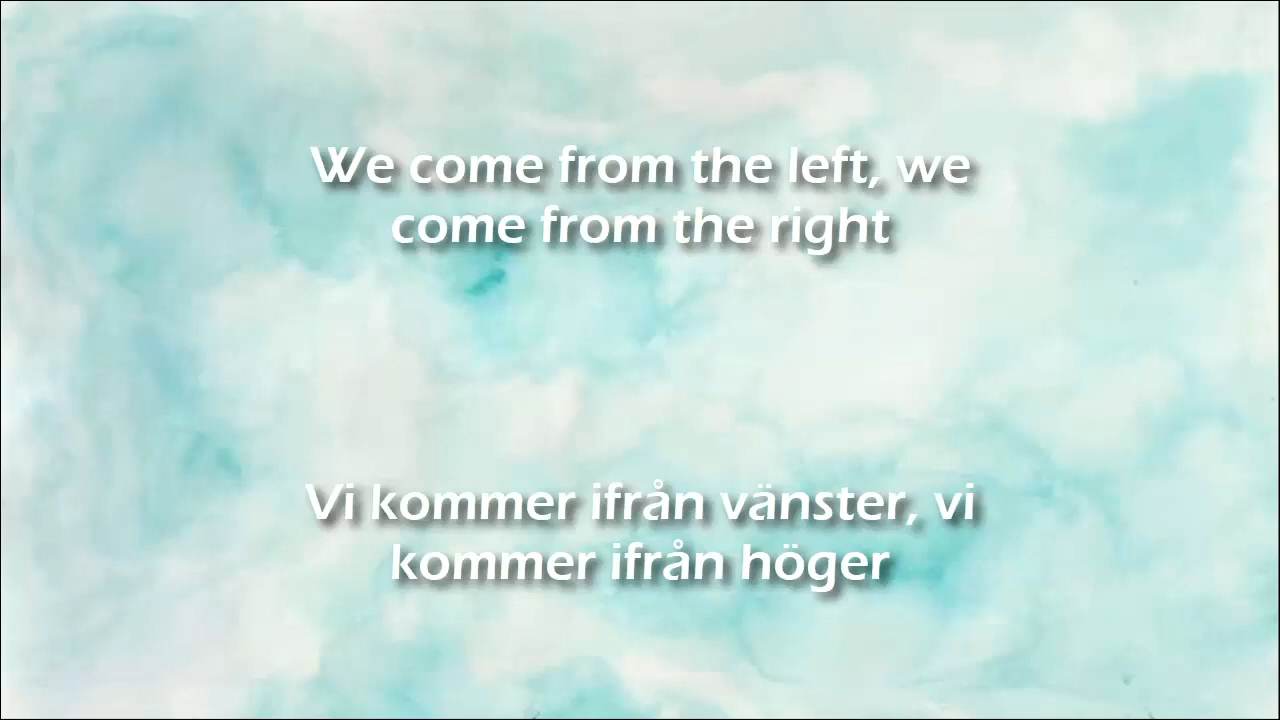 We come from the left, we
come from the right
Vi kommer ifrån vänster, vi
kommer ifrån höger